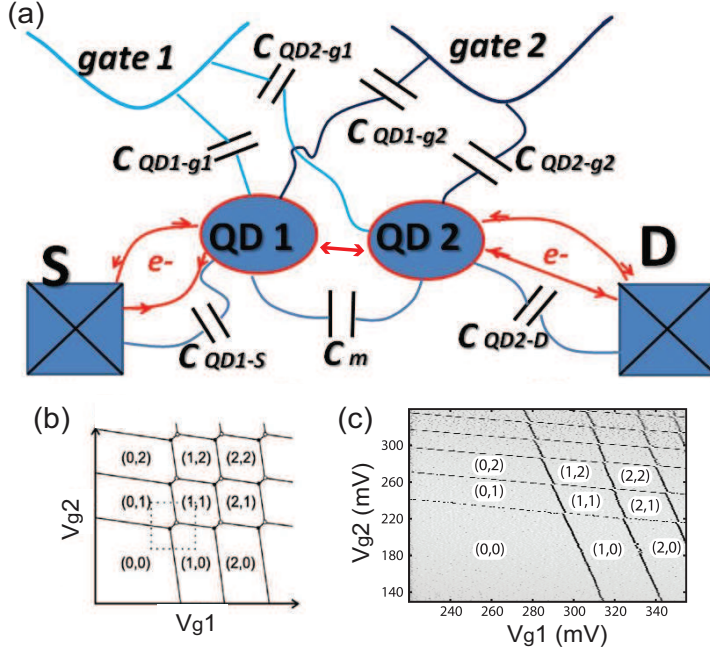 (a)
gate 1
gate 2
C QD2-g1
C QD1-g1
C QD1-g2
C QD2-g2
QD 1
QD 2
S
D
e-
e-
C QD1-S
C m
C QD2-D
(b)
(0,2) (1,2) (2,2)
(0,1) (1,1) (2,1)
(0,0) (1,0) (2,0)
Vg2
Vg1
(c)
300
260
220
180
140
Vg2 (mV)
(0,2) (1,2) (2,2)
(0,1) (1,1) (2,1)
(0,0) (1,0) (2,0)
240 260 280 300 320 340
Vg1 (mV)